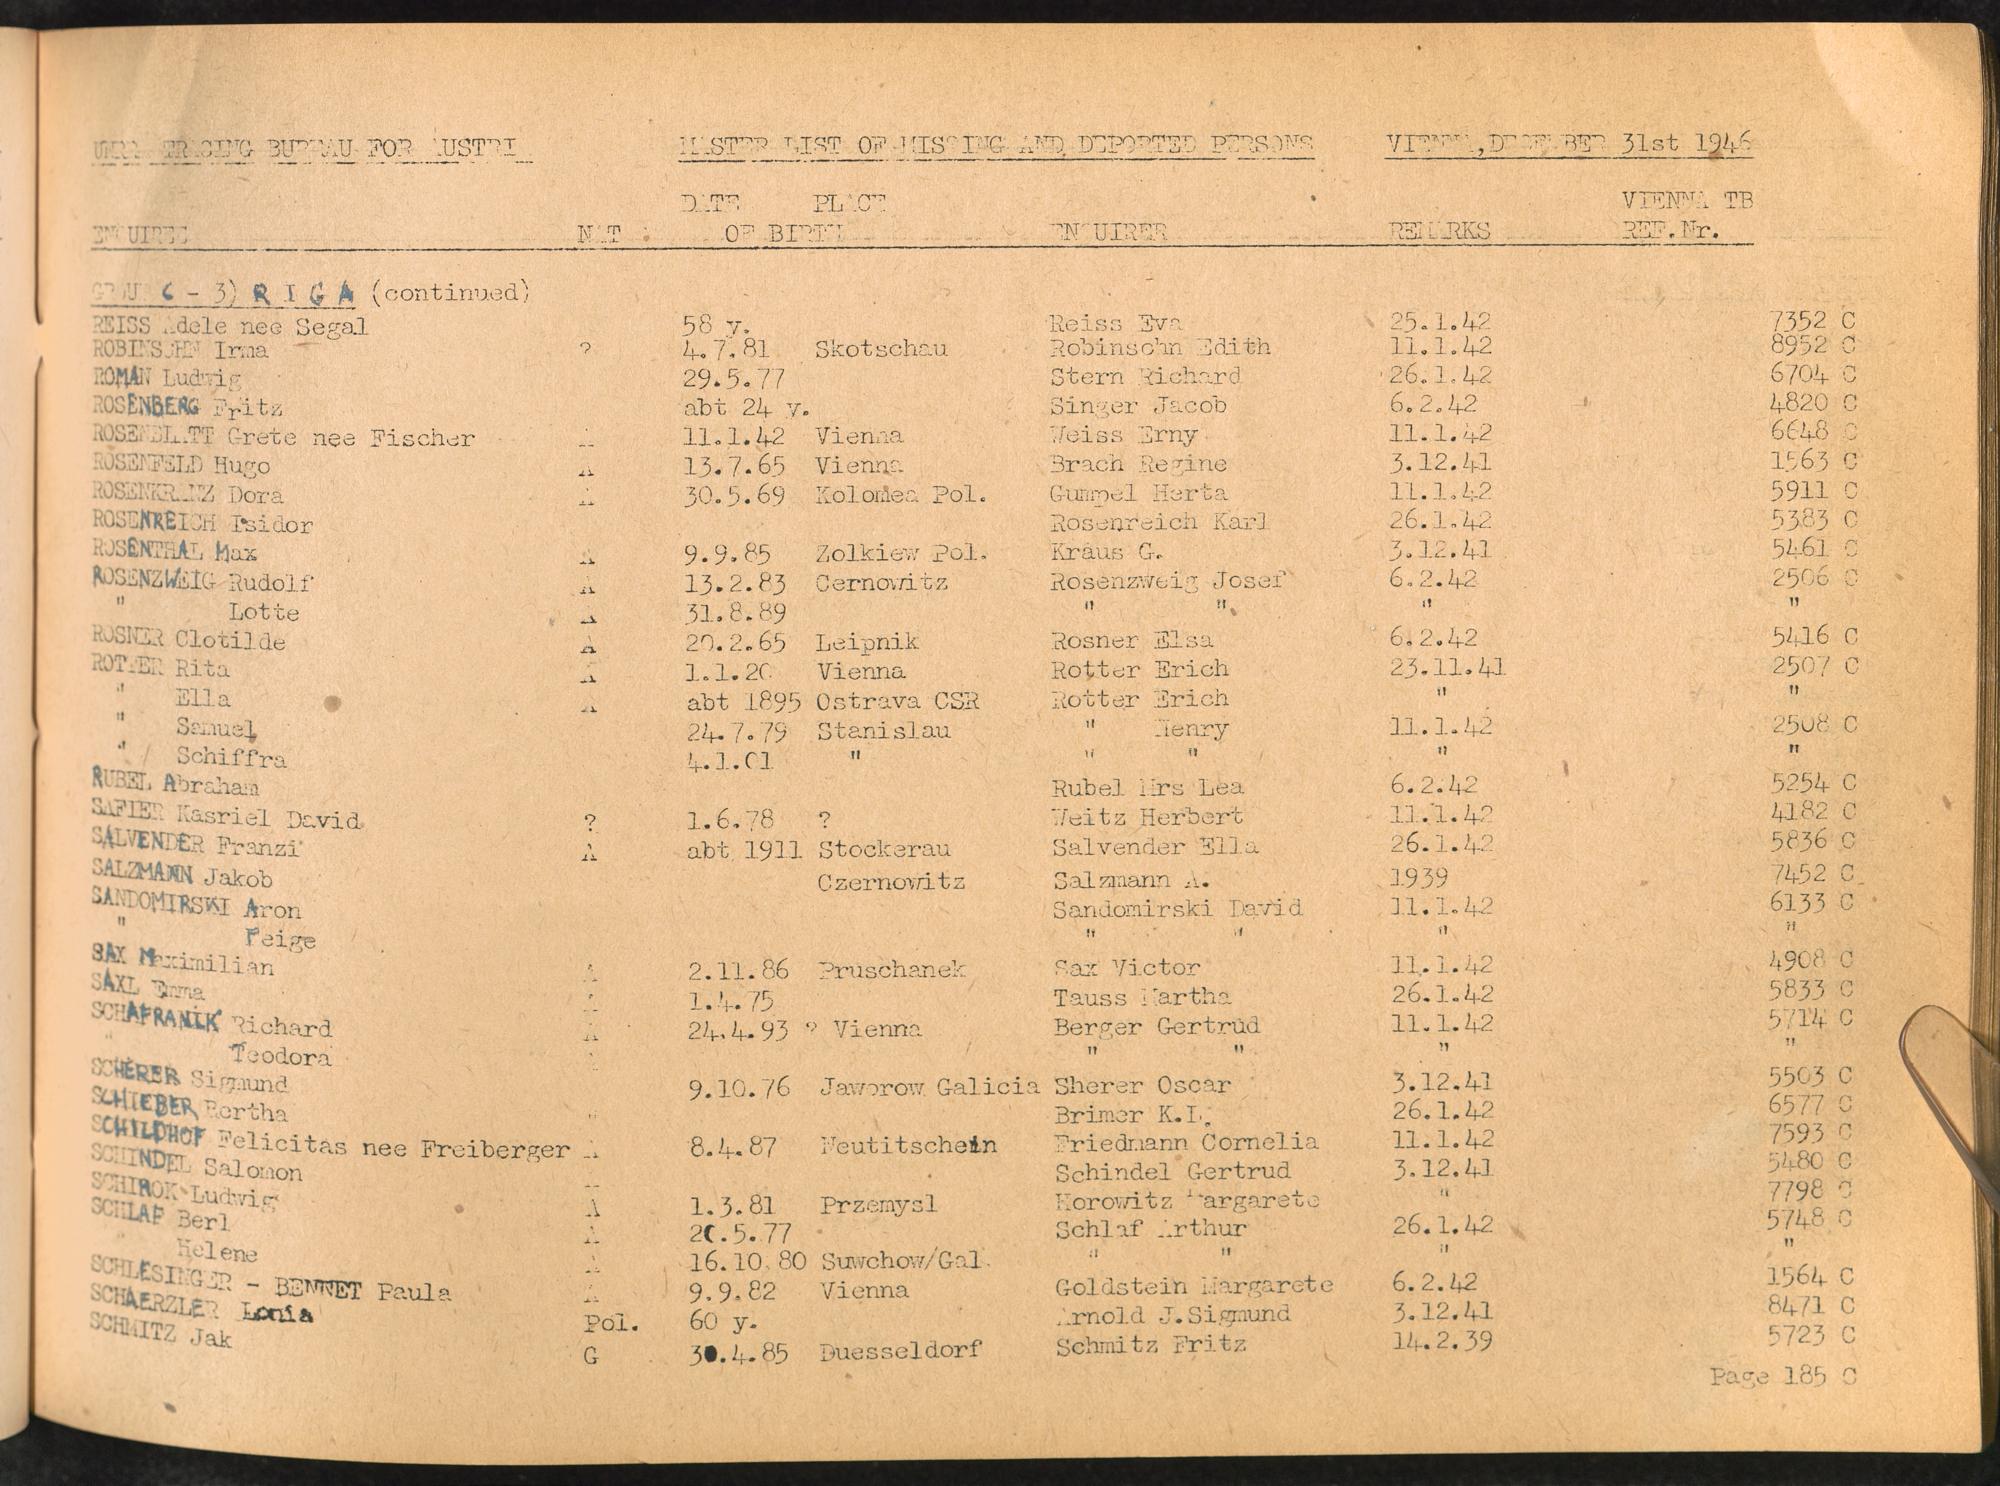 UNRRA TRACING BUREAU FOR AUSTRIA MASTER LIST OF MISSING AND DEPORTED PERSONS VIENNA, DECEMBER 31st 1946
DATE PLACE VIENNA TB
ENQUIREE NAT OF BIRTH ENQUIRER REMARKS REF.Nr.
GROUP C - 3) R I G A (continued)
REISS Adele nee Segal 58 y. Reiss Eva 25.1.42 7352 C
ROBINSOHN Irma ? 4.7.81 Skotschau Robinsohn Edith 11.1.42 8952 C
ROMAN Ludwig 29.5.77 Stern Richard 26.1.42 6704 C
ROSENBERG Fritz abt 24 y. Singer Jacob 6.2.42 4820 C
ROSENBLATT Grete nee Fischer A 11.1.42 Vienna Weiss Erny 11.1.42 6648 C
ROSENFELD Hugo A 13.7.65 Vienna Brach Regine 3.12.41 1563 C
ROSENKRANZ Dora A 30.5.69 Kolomea Pol. Gumpel Herta 11.1.42 5911 C
ROSENREICH Isidor Rosenreich Karl 26.1.42 5383 C
ROSENTHAL Max A 9.9.85 Zolkiew Pol. Kraus G. 3.12.41 5461 C
ROSENZWEIG Rudolf A 13.2.83 Cernowitz Rosenzweig Josef 6.2.42 2506 C
" Lotte A 31.8.89 " " " "
ROSNER Clotilde A 20.2.65 Leipnik Rosner Elsa 6.2.42 5416 C
ROTTER Rita A 1.1.20 Vienna Rotter Erich 23.11.41 2507 C
" Ella A abt 1895 Ostrava CSR Rotter Erich " "
" Samuel 24.7.79 Stanislau " Henry 11.1.42 2508 C
" Schiffra 4.1.01 " " " " "
RUBEL Abraham Rubel Mrs Lea 6.2.42 5254 C
SAFIER Kasriel David ? 1.6.78 ? Weitz Herbert 11.1.42 4182 C
SALVENDER Franzi A abt 1911 Stockerau Salvender Ella 26.1.42 5836 C
SALZMANN Jakob Czernowitz Salzmann A. 1939 7452 C
SANDOMIRSKI Aron Sandomirski David 11.1.42 6133 C
" Feige " " " "
SAX Maximilian A 2.11.86 Pruschanek Sax Victor 11.1.42 4908 C
SAXL Emma A 1.4.75 Tauss Martha 26.1.42 5833 C
SCHAFRANIK Richard A 24.4.93 ? Vienna Berger Gertrud 11.1.42 5714 C
" Teodora " " " "
SCHERER Sigmund 9.10.76 Jaworow Galicia Sherer Oscar 3.12.41 5503 C
SCHIEBER Bertha Brimer K.L. 26.1.42 6577 C
SCHILDHOF Felicitas nee Freiberger A 8.4.87 Neutitschein Friedmann Cornelia 11.1.42 7593 C
SCHINDEL Salomon Schindel Gertrud 3.12.41 5480 C
SCHIROK Ludwig A 1.3.81 Przemysl Horowitz Margarete " 7798 C
SCHLAF Berl A 20.5.77 Schlaf Arthur 26.1.42 5748 C
" Helene A 16.10.80 Suwchow/Gal. " " " "
SCHLESINGER - BENNET Paula A 9.9.82 Vienna Goldstein Margarete 6.2.42 1564 C
SCHAERZLER Lonia Pol. 60 y. Arnold J.Sigmund 3.12.41 8471 C
SCHMITZ Jak G 30.4.85 Duesseldorf Schmitz Fritz 14.2.39 5723 C
Page 185 C